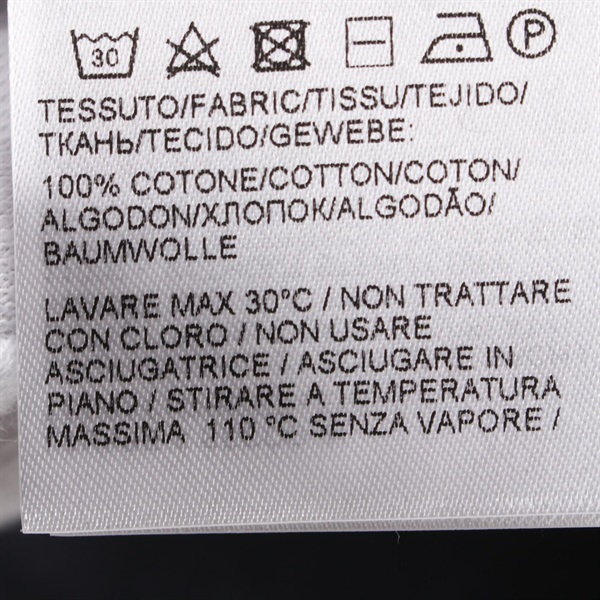 30 P
TESSUTO/FABRIC/TISSU/TEJIDO/
ТКАНЬ/TECIDO/GEWEBE:
100% COTONE/COTTON/COTON/
ALGODON/ХЛОПОК/ALGODÃO/
BAUMWOLLE
LAVARE MAX 30°C / NON TRATTARE
CON CLORO / NON USARE
ASCIUGATRICE / ASCIUGARE IN
PIANO / STIRARE A TEMPERATURA
MASSIMA 110 °C SENZA VAPORE /